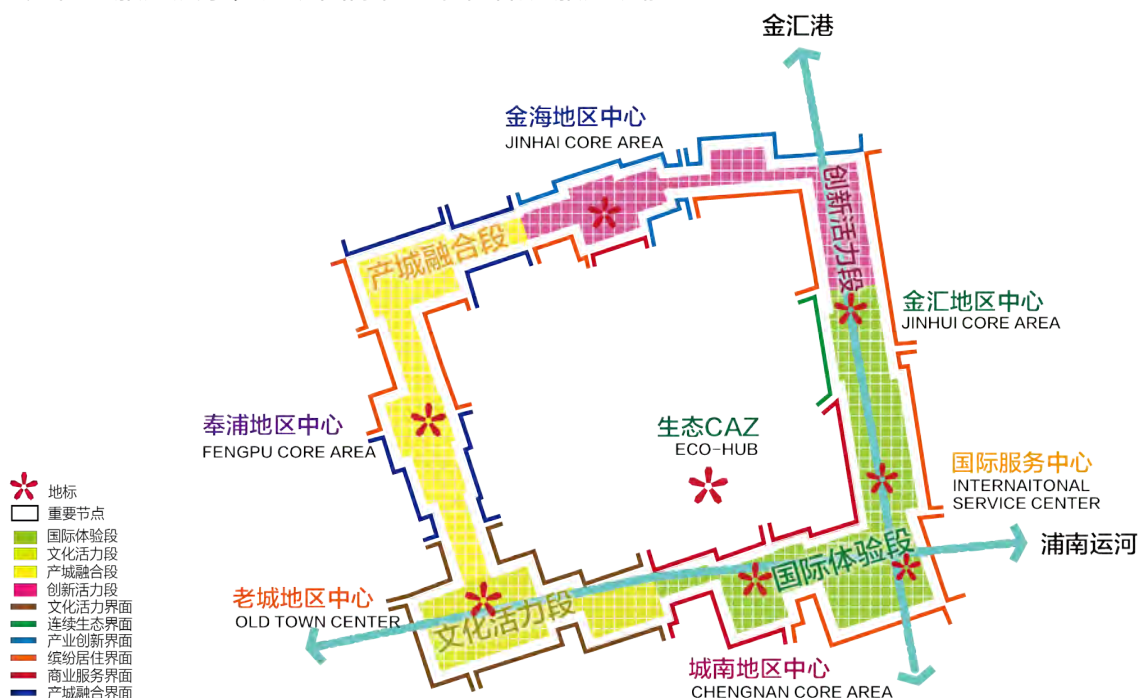 金汇港
金海地区中心
JINHAI CORE AREA
创新活力段
产城融合段
金汇地区中心
JINHUI CORE AREA
奉浦地区中心
FENGPU CORE AREA
生态CAZ
ECO-HUB
国际服务中心
INTERNAITONAL
SERVICE CENTER
浦南运河
国际体验段
老城地区中心
OLD TOWN CENTER
文化活力段
城南地区中心
CHENGNAN CORE AREA
地标
重要节点
国际体验段
文化活力段
产城融合段
创新活力段
文化活力界面
连续生态界面
产业创新界面
缤纷居住界面
商业服务界面
产城融合界面